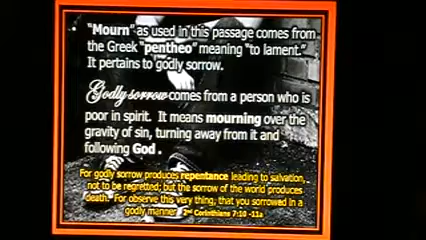 "Mourn" as used in this passage comes from
the Greek "pentheo" meaning "to lament."
It pertains to godly sorrow.
Godly sorrow comes from a person who is
poor in spirit. It means mourning over the
gravity of sin, turning away from it and
following God.
For godly sorrow produces repentance leading to salvation,
not to be regretted; but the sorrow of the world produces
death. For observe this very thing, that you sorrowed in a
godly manner 2nd Corinthians 7:10 -11a